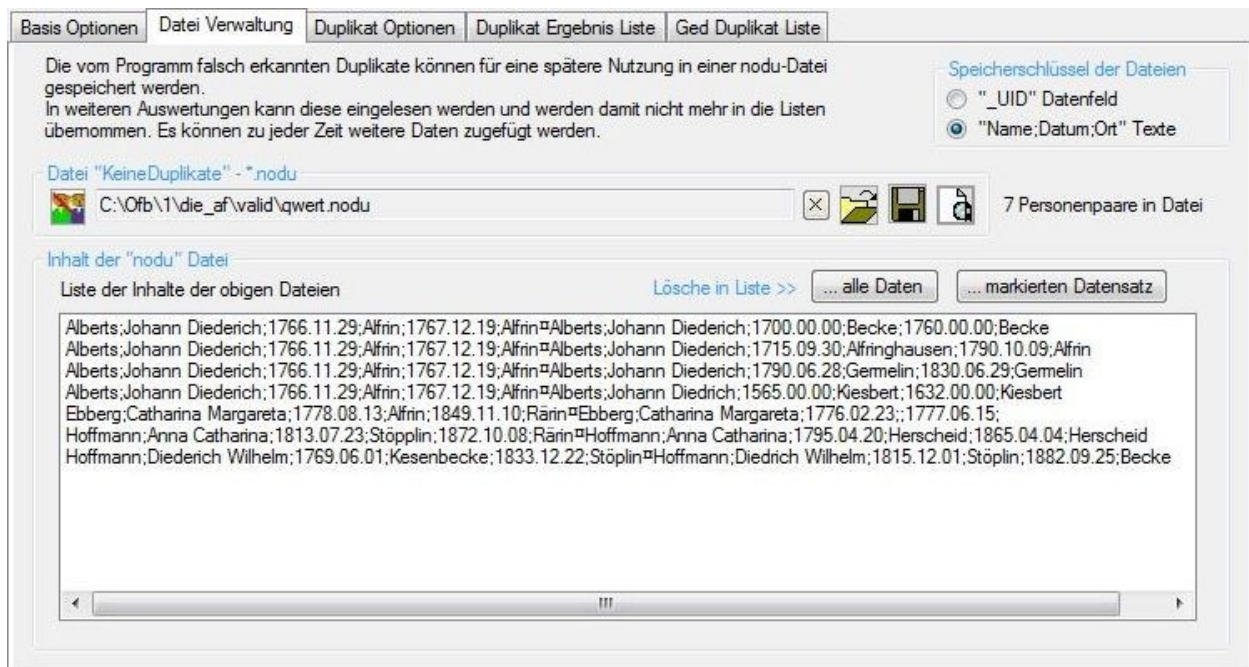 Basis Optionen Datei Verwaltung Duplikat Optionen Duplikat Ergebnis Liste Ged Duplikat Liste
Die vom Programm falsch erkannten Duplikate können für eine spätere Nutzung in einer nodu-Datei
gespeichert werden.
In weiteren Auswertungen kann diese eingelesen werden und werden damit nicht mehr in die Listen
übernommen. Es können zu jeder Zeit weitere Daten zugefügt werden.
Speicherschlüssel der Dateien
"_UID" Datenfeld
"Name;Datum;Ort" Texte
Datei "KeineDuplikate" - *.nodu
C:\Ofb\1\die_af\valid\qwert.nodu
7 Personenpaare in Datei
Inhalt der "nodu" Datei
Liste der Inhalte der obigen Dateien Lösche in Liste >> ... alle Daten ... markierten Datensatz
Alberts;Johann Diederich;1766.11.29;Alfrin;1767.12.19;Alfrin¤Alberts;Johann Diederich;1700.00.00;Becke;1760.00.00;Becke
Alberts;Johann Diederich;1766.11.29;Alfrin;1767.12.19;Alfrin¤Alberts;Johann Diederich;1715.09.30;Alfringhausen;1790.10.09;Alfrin
Alberts;Johann Diederich;1766.11.29;Alfrin;1767.12.19;Alfrin¤Alberts;Johann Diederich;1790.06.28;Germelin;1830.06.29;Germelin
Alberts;Johann Diederich;1766.11.29;Alfrin;1767.12.19;Alfrin¤Alberts;Johann Diedrich;1565.00.00;Kiesbert;1632.00.00;Kiesbert
Ebberg;Catharina Margareta;1778.08.13;Alfrin;1849.11.10;Rärin¤Ebberg;Catharina Margareta;1776.02.23;;1777.06.15;
Hoffmann;Anna Catharina;1813.07.23;Stöpplin;1872.10.08;Rärin¤Hoffmann;Anna Catharina;1795.04.20;Herscheid;1865.04.04;Herscheid
Hoffmann;Diederich Wilhelm;1769.06.01;Kesenbecke;1833.12.22;Stöplin¤Hoffmann;Diedrich Wilhelm;1815.12.01;Stöplin;1882.09.25;Becke